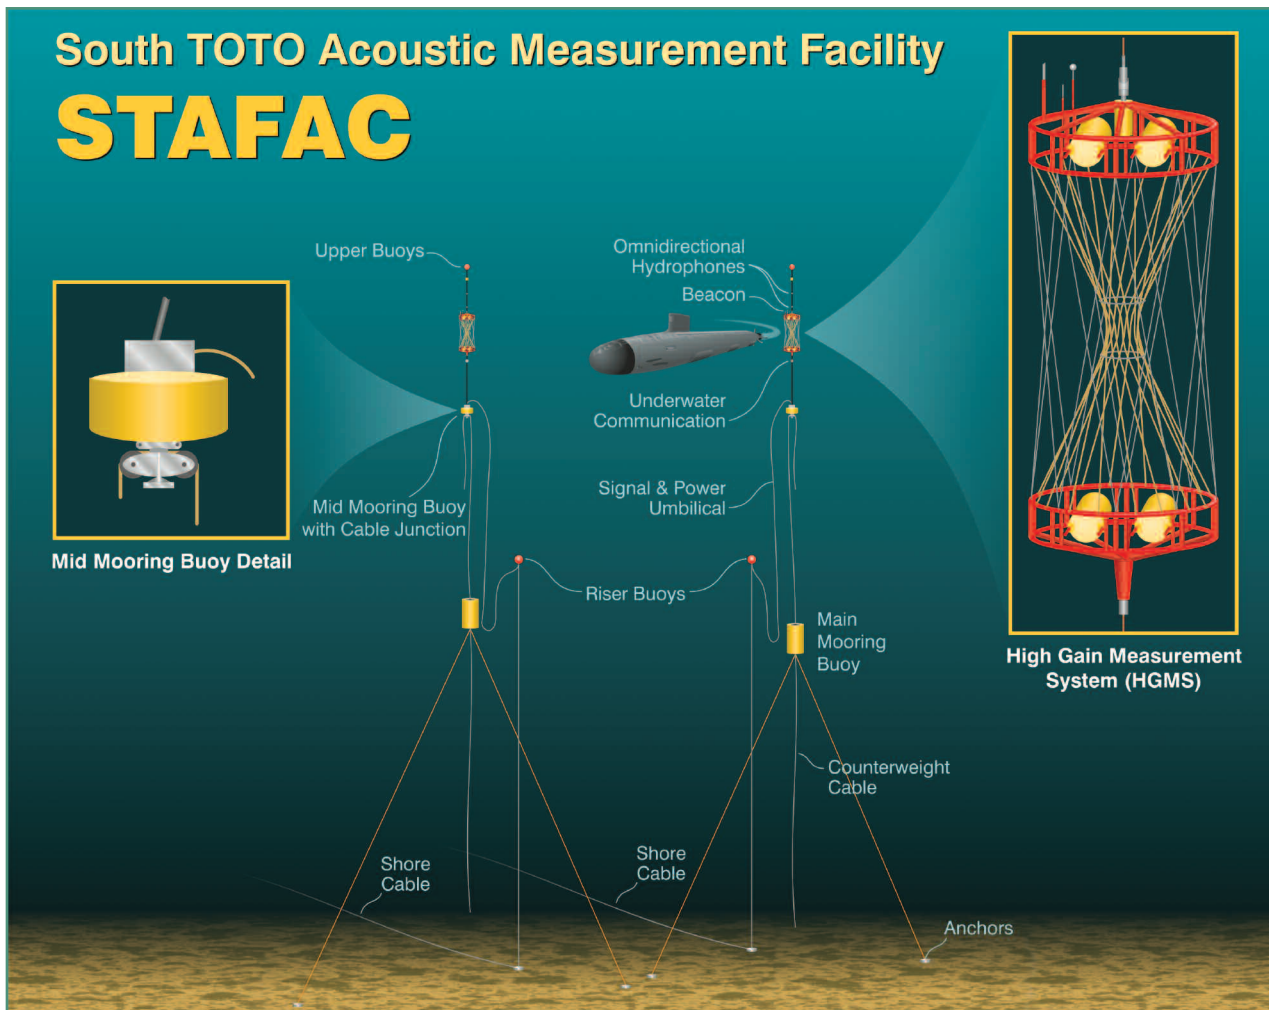 South TOTO Acoustic Measurement Facility
STAFAC
Upper Buoys
Omnidirectional
Hydrophones
Beacon
Underwater
Communication
Mid Mooring Buoy
with Cable Junction
Signal & Power
Umbilical
Mid Mooring Buoy Detail
Riser Buoys
Main
Mooring
Buoy
High Gain Measurement
System (HGMS)
Counterweight
Cable
Shore
Cable
Shore
Cable
Anchors